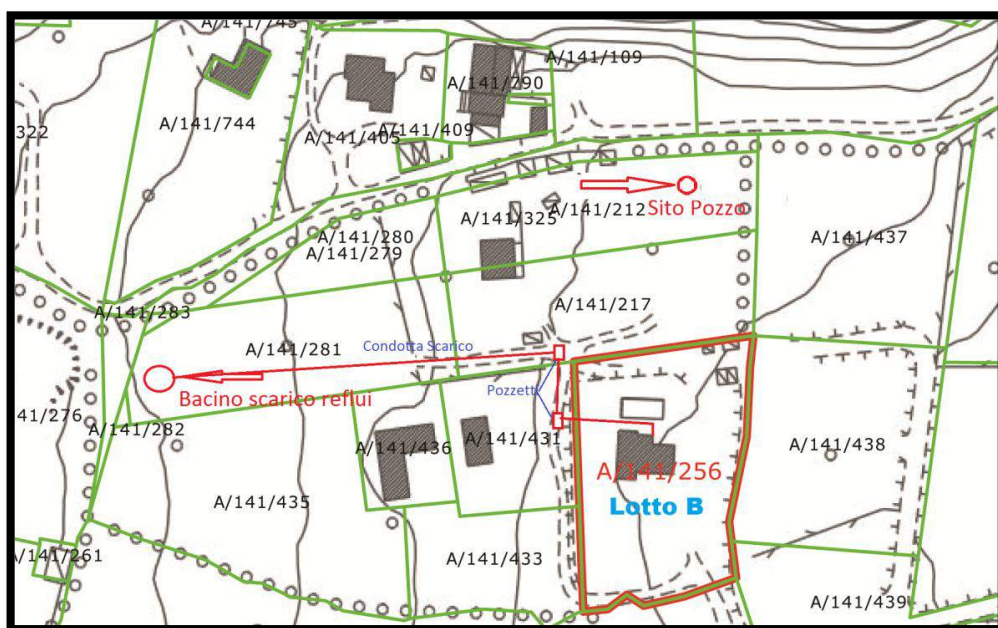 A/141/745
A/141/109
A/141/790
A/141/744
A/141/405
A/141/409
322
A/141/212
Sito Pozzo
A/141/325
A/141/280
A/141/437
A/141/279
A/141/217
A/141/283
A/141/281
Condotta Scarico
Bacino scarico reflui
Pozzetti
41/276
A/141/282
A/141/436
A/141/431
A/141/438
A/141/256
Lotto B
A/141/435
A/141/261
A/141/433
A/141/439